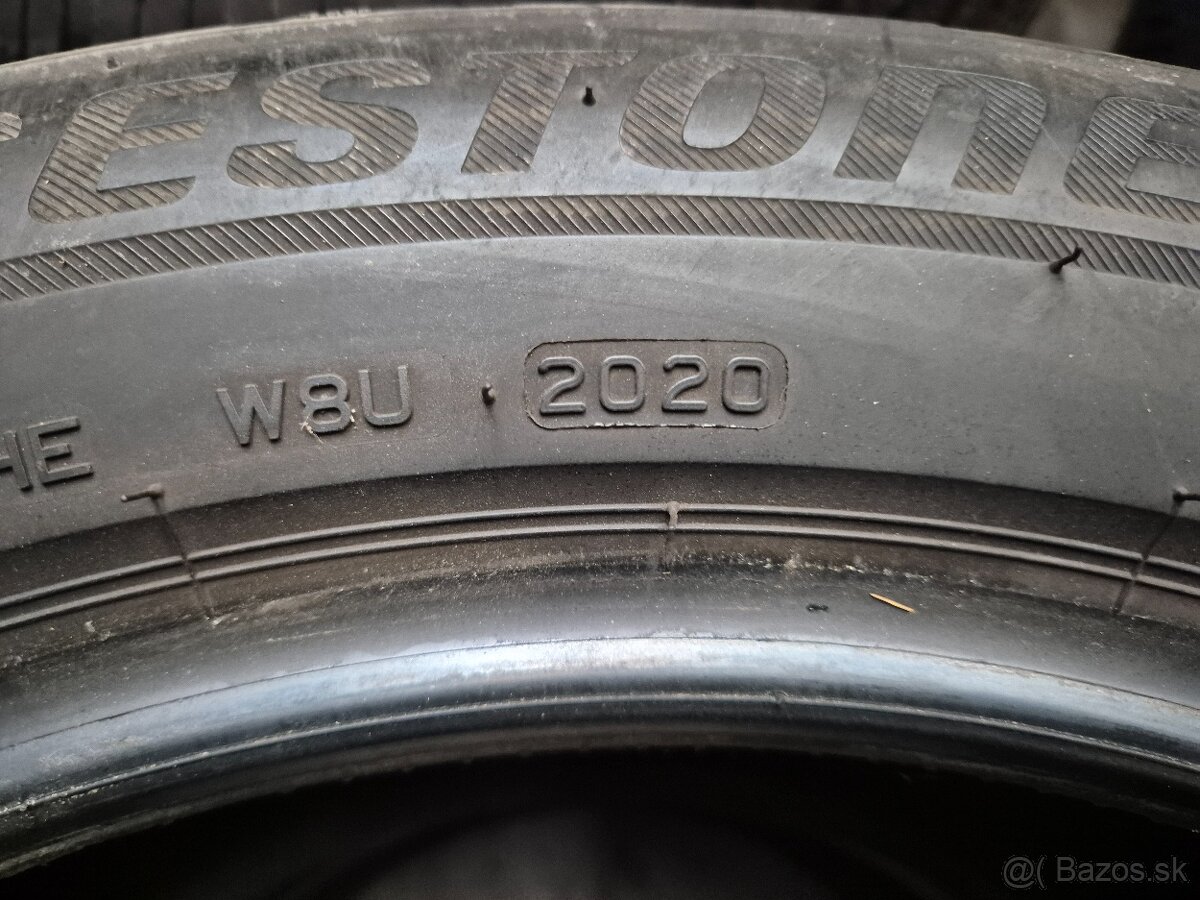 ESTONE
HE W8U 2020
@( Bazos.sk